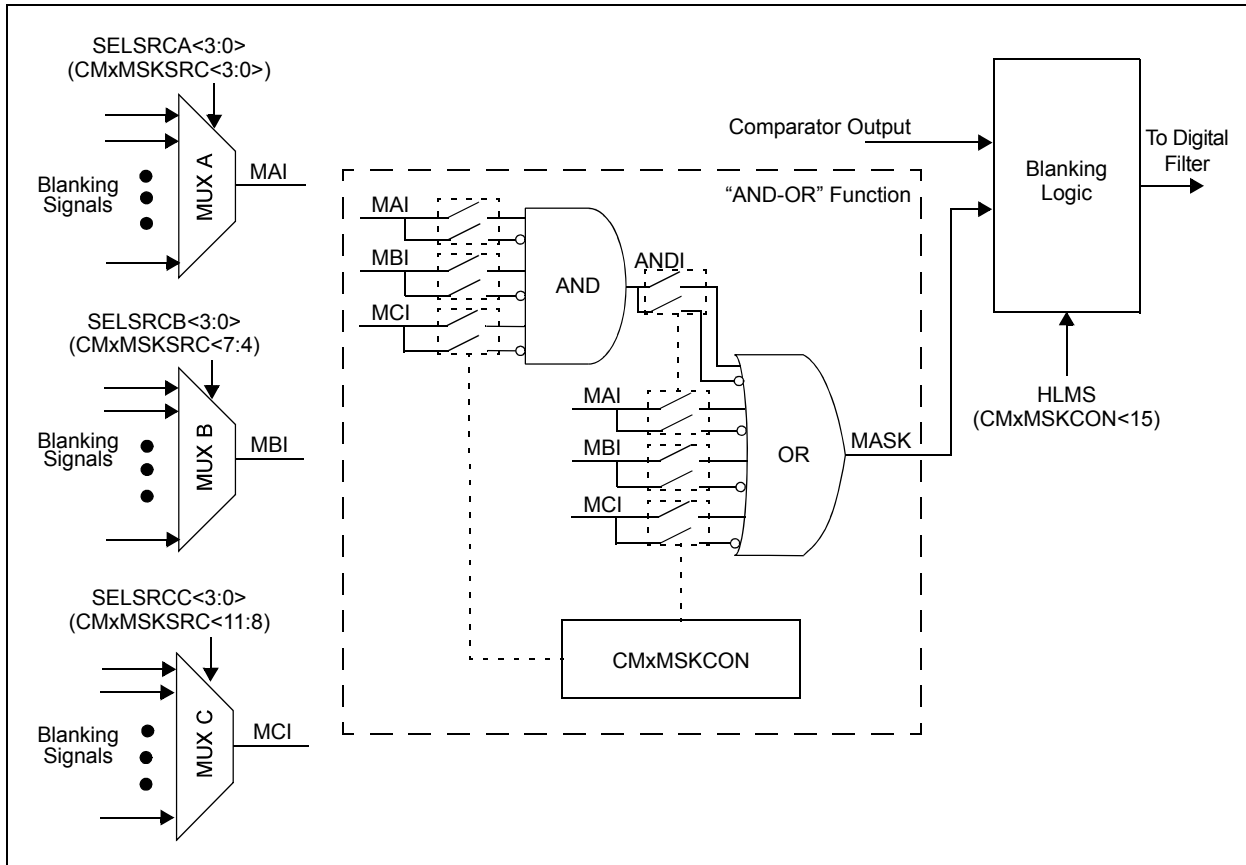 SELSRCA<3:0>
(CMxMSKSRC<3:0>)
Blanking
Signals
MUX A
MAI
SELSRCB<3:0>
(CMxMSKSRC<7:4)
Blanking
Signals
MUX B
MBI
SELSRCC<3:0>
(CMxMSKSRC<11:8)
Blanking
Signals
MUX C
MCI
“AND-OR” Function
MAI
MBI
MCI
AND
ANDI
MAI
MBI
MCI
OR
MASK
CMxMSKCON
Comparator Output
Blanking
Logic
To Digital
Filter
HLMS
(CMxMSKCON<15)